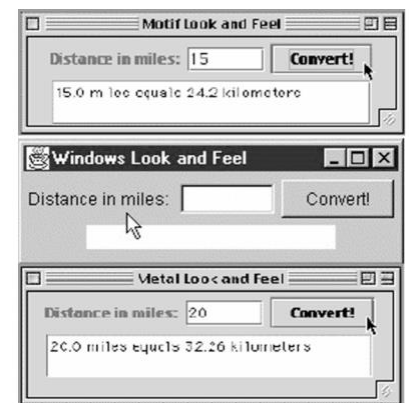 Motif Look and Feel
Distance in miles: 15 Convert!
15.0 miles equals 24.2 kilometers
Windows Look and Feel
Distance in miles: Convert!
Metal Look and Feel
Distance in miles: 20 Convert!
20.0 miles equals 32.26 kilometers